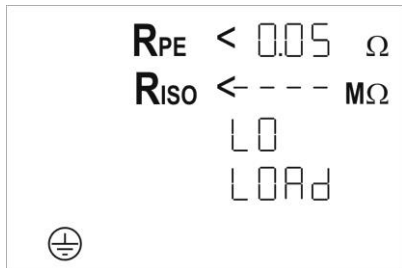 RPE < 0.05 Ω
RISO <---- MΩ
LO
LOAd